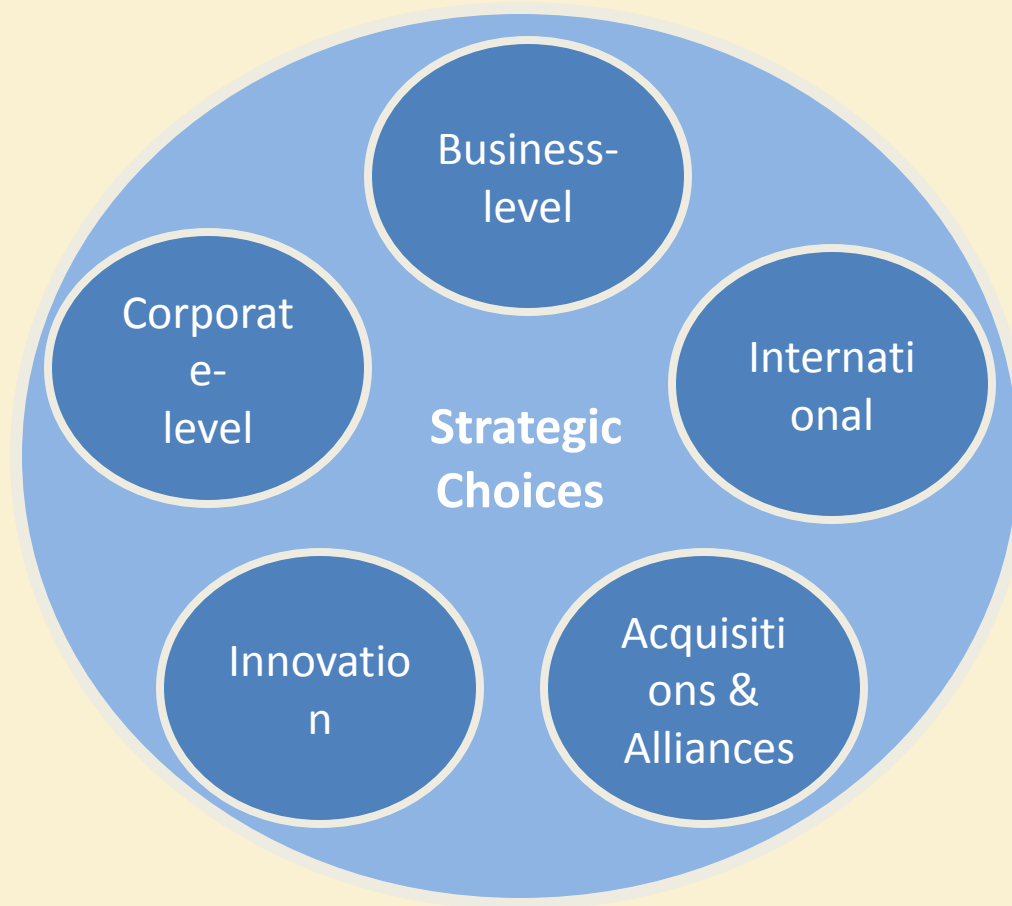 Business-
level
Corporat
e-
level
Internati
onal
Strategic
Choices
Innovatio
n
Acquisiti
ons &
Alliances